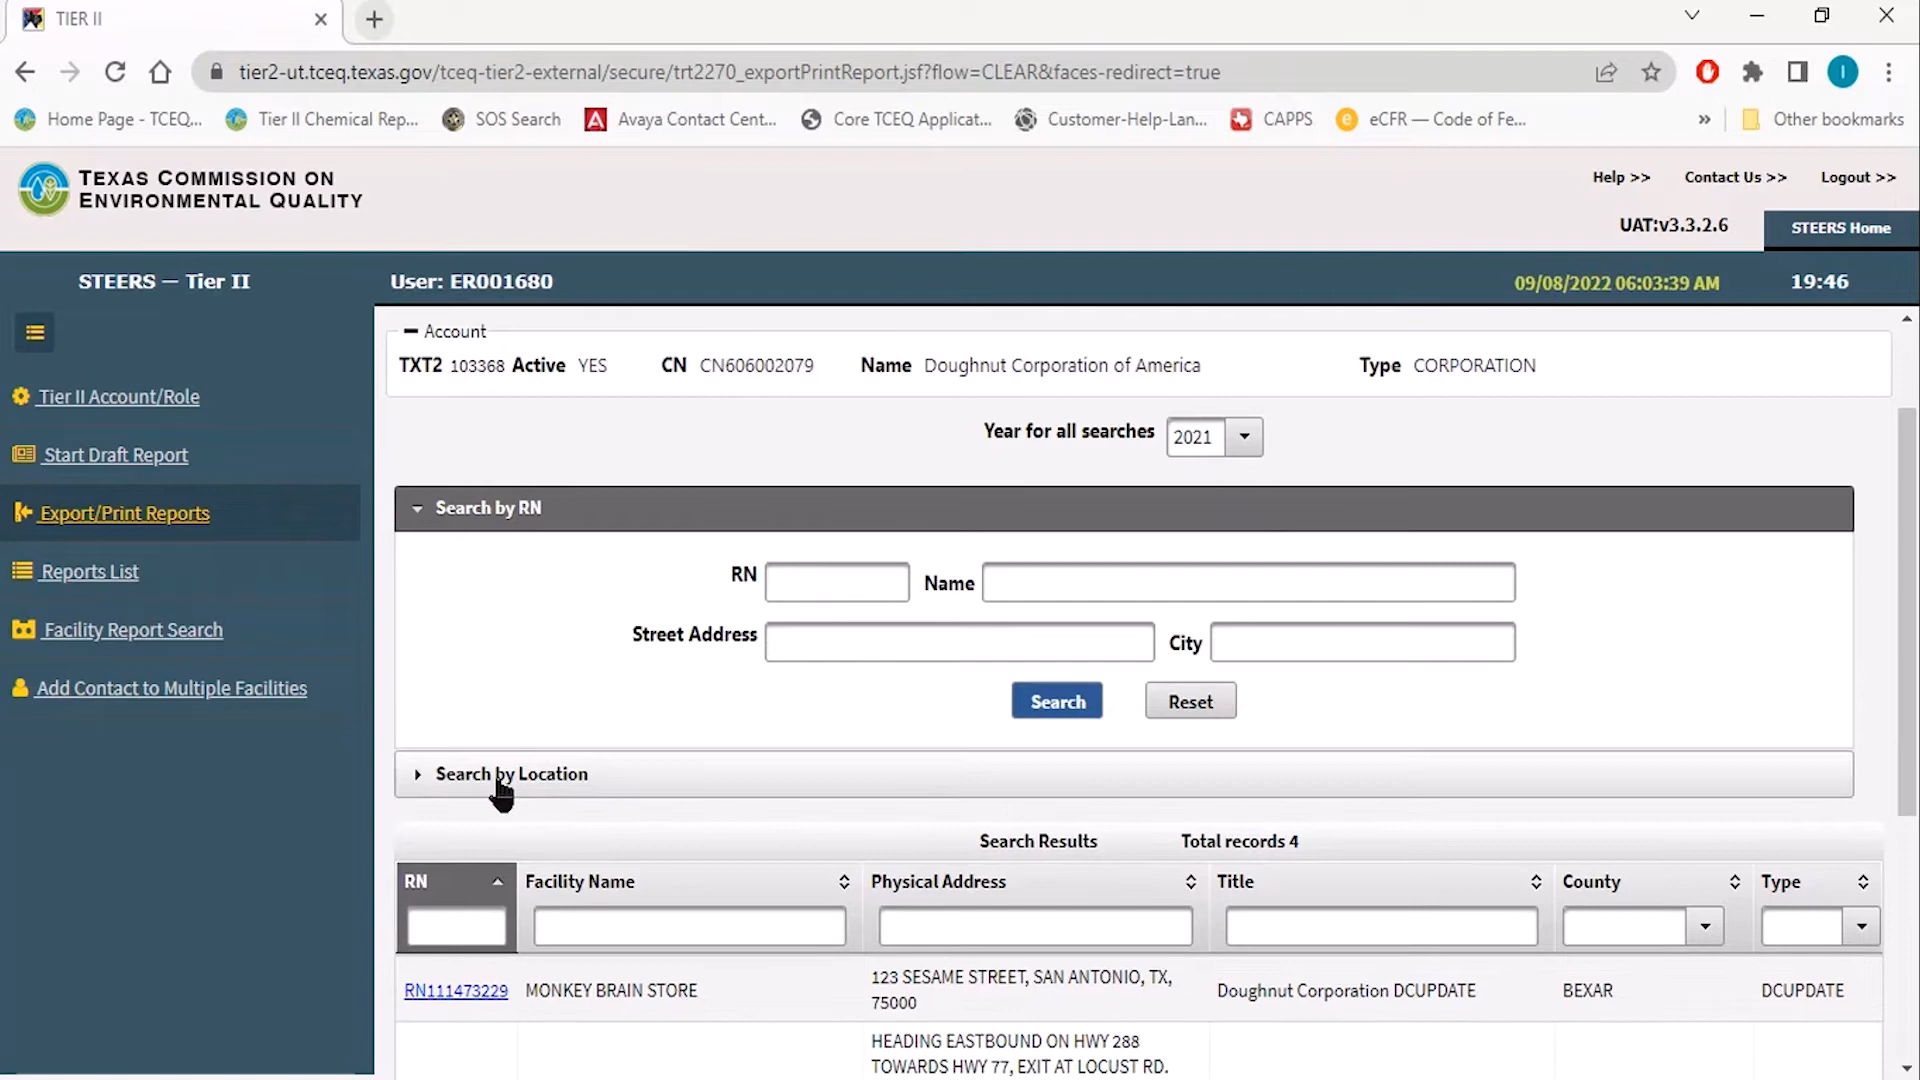 TIER II
tier2-ut.tceq.texas.gov/tceq-tier2-external/secure/trt2270_exportPrintReport.jsf?flow=CLEAR&faces-redirect=true
I
Home Page - TCEQ... Tier II Chemical Rep... SOS Search Avaya Contact Cent... Core TCEQ Applicat... Customer-Help-Lan... CAPPS eCFR — Code of Fe... » Other bookmarks
TEXAS COMMISSION ON
ENVIRONMENTAL QUALITY
Help >> Contact Us >> Logout >>
UAT:v3.3.2.6 STEERS Home
STEERS — Tier II User: ER001680 09/08/2022 06:03:39 AM 19:46
Tier II Account/Role
Start Draft Report
Export/Print Reports
Reports List
Facility Report Search
Add Contact to Multiple Facilities
Account
TXT2 103368 Active YES CN CN606002079 Name Doughnut Corporation of America Type CORPORATION
Year for all searches 2021
Search by RN
RN Name
Street Address City
Search Reset
Search by Location
Search Results Total records 4
RN Facility Name Physical Address Title County Type
RN111473229 MONKEY BRAIN STORE 123 SESAME STREET, SAN ANTONIO, TX, 75000 Doughnut Corporation DCUPDATE BEXAR DCUPDATE
HEADING EASTBOUND ON HWY 288
TOWARDS HWY 77, EXIT AT LOCUST RD.